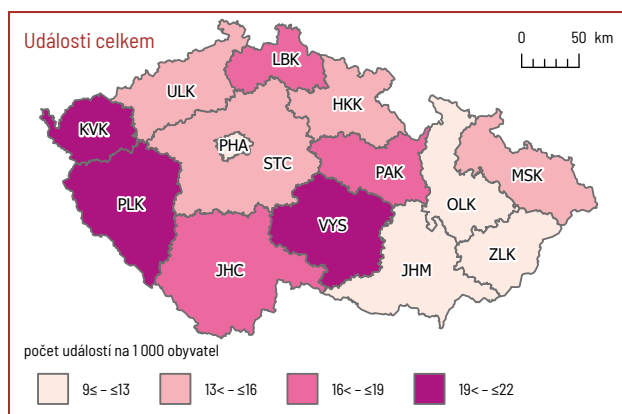 Události celkem
0 50 km
LBK
ULK
HKK
KVK
PHA
STC
PAK
MSK
PLK
OLK
VYS
ZLK
JHC
JHM
počet událostí na 1 000 obyvatel
9≤ – ≤13 13< – ≤16 16< – ≤19 19< – ≤22